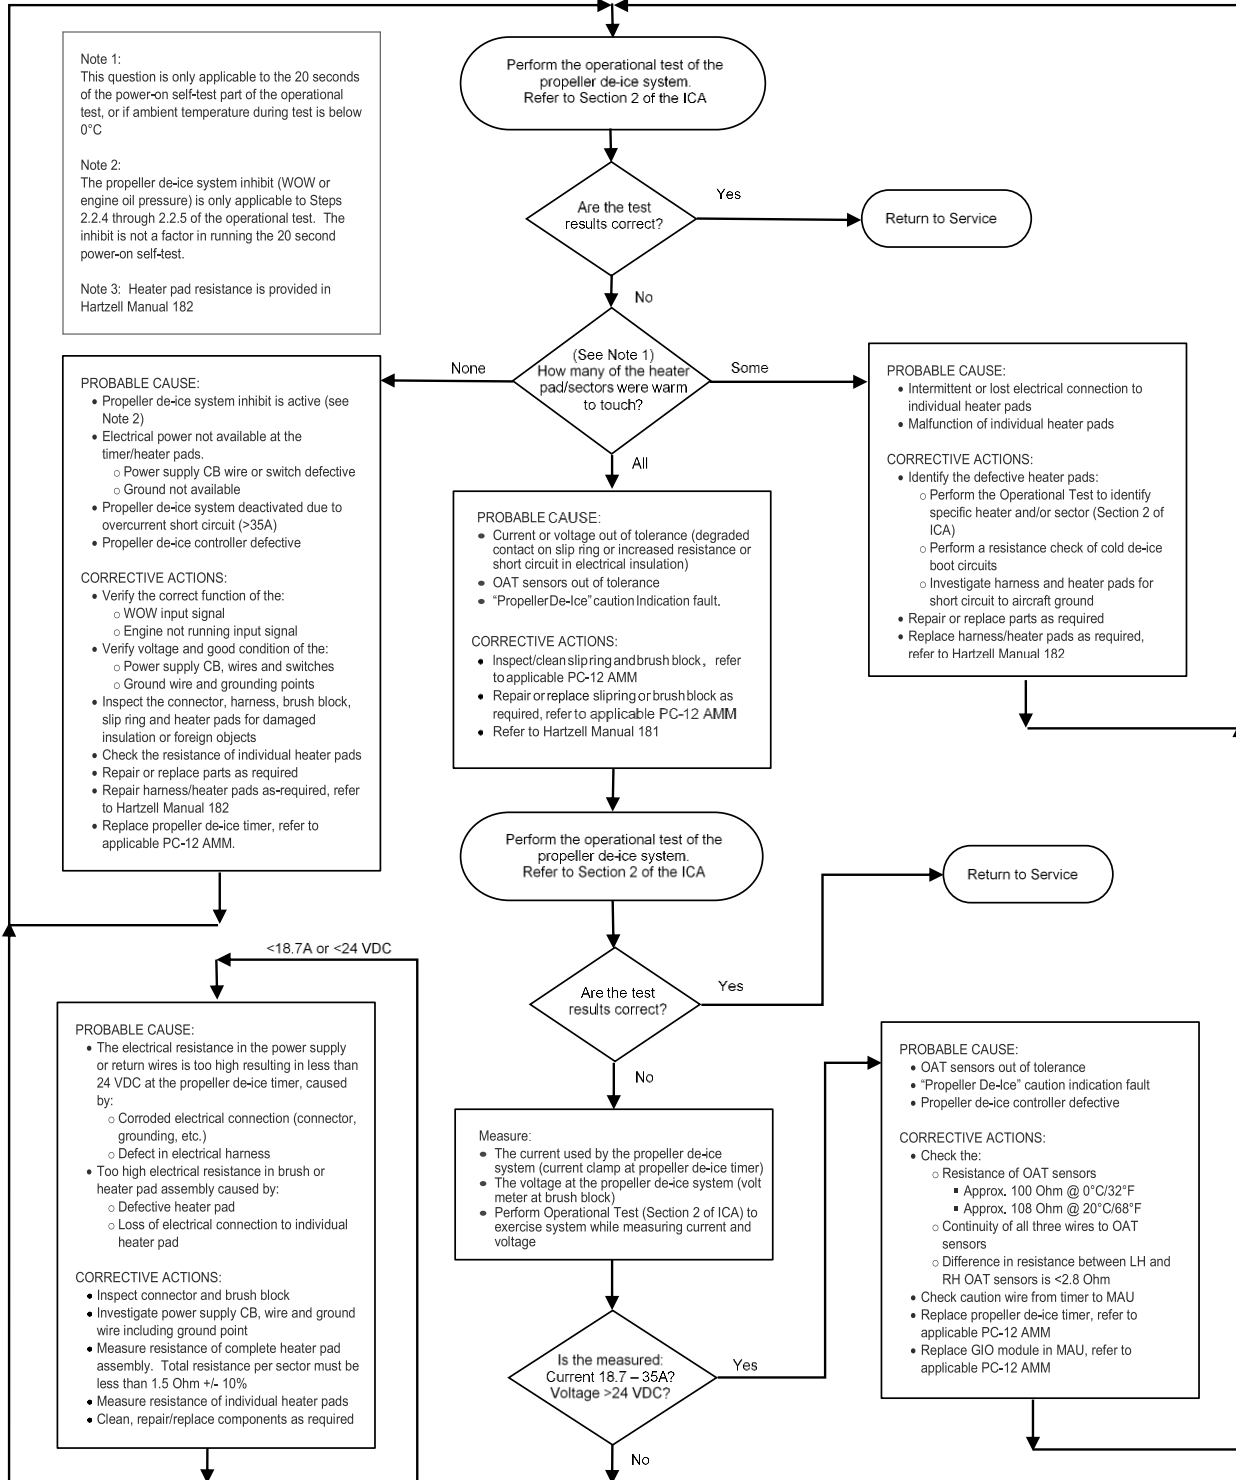 Perform the operational test of the
propeller de-ice system.
Refer to Section 2 of the ICA
Note 1:
This question is only applicable to the 20 seconds
of the power-on self-test part of the operational
test, or if ambient temperature during test is below
0°C
Note 2:
The propeller de-ice system inhibit (WOW or
engine oil pressure) is only applicable to Steps
2.2.4 through 2.2.5 of the operational test. The
inhibit is not a factor in running the 20 second
power-on self-test.
Note 3: Heater pad resistance is provided in
Hartzell Manual 182
Are the test
results correct?
Yes
Return to Service
No
(See Note 1)
How many of the heater
pad/sectors were warm
to touch?
None
Some
All
PROBABLE CAUSE:
• Propeller de-ice system inhibit is active (see
Note 2)
• Electrical power not available at the
timer/heater pads.
○ Power supply CB wire or switch defective
○ Ground not available
• Propeller de-ice system deactivated due to
overcurrent short circuit (>35A)
• Propeller de-ice controller defective
CORRECTIVE ACTIONS:
• Verify the correct function of the:
○ WOW input signal
○ Engine not running input signal
• Verify voltage and good condition of the:
○ Power supply CB, wires and switches
○ Ground wire and grounding points
• Inspect the connector, harness, brush block,
slip ring and heater pads for damaged
insulation or foreign objects
• Check the resistance of individual heater pads
• Repair or replace parts as required
• Repair harness/heater pads as-required, refer
to Hartzell Manual 182
• Replace propeller de-ice timer, refer to
applicable PC-12 AMM.
PROBABLE CAUSE:
• Current or voltage out of tolerance (degraded
contact on slip ring or increased resistance or
short circuit in electrical insulation)
• OAT sensors out of tolerance
• "Propeller De-Ice" caution Indication fault.
CORRECTIVE ACTIONS:
• Inspect/clean slip ring and brush block, refer
to applicable PC-12 AMM
• Repair or replace slipring or brush block as
required, refer to applicable PC-12 AMM
• Refer to Hartzell Manual 181
PROBABLE CAUSE:
• Intermittent or lost electrical connection to
individual heater pads
• Malfunction of individual heater pads
CORRECTIVE ACTIONS:
• Identify the defective heater pads:
○ Perform the Operational Test to identify
specific heater and/or sector (Section 2 of
ICA)
○ Perform a resistance check of cold de-ice
boot circuits
○ Investigate harness and heater pads for
short circuit to aircraft ground
• Repair or replace parts as required
• Replace harness/heater pads as required,
refer to Hartzell Manual 182
Perform the operational test of the
propeller de-ice system.
Refer to Section 2 of the ICA
Return to Service
Are the test
results correct?
Yes
No
<18.7A or <24 VDC
PROBABLE CAUSE:
• The electrical resistance in the power supply
or return wires is too high resulting in less than
24 VDC at the propeller de-ice timer, caused
by:
○ Corroded electrical connection (connector,
grounding, etc.)
○ Defect in electrical harness
• Too high electrical resistance in brush or
heater pad assembly caused by:
○ Defective heater pad
○ Loss of electrical connection to individual
heater pad
CORRECTIVE ACTIONS:
• Inspect connector and brush block
• Investigate power supply CB, wire and ground
wire including ground point
• Measure resistance of complete heater pad
assembly. Total resistance per sector must be
less than 1.5 Ohm +/- 10%
• Measure resistance of individual heater pads
• Clean, repair/replace components as required
Measure:
• The current used by the propeller de-ice
system (current clamp at propeller de-ice timer)
• The voltage at the propeller de-ice system (volt
meter at brush block)
• Perform Operational Test (Section 2 of ICA) to
exercise system while measuring current and
voltage
Is the measured:
Current 18.7 – 35A?
Voltage >24 VDC?
Yes
No
PROBABLE CAUSE:
• OAT sensors out of tolerance
• "Propeller De-Ice" caution indication fault
• Propeller de-ice controller defective
CORRECTIVE ACTIONS:
• Check the:
○ Resistance of OAT sensors
▪ Approx. 100 Ohm @ 0°C/32°F
▪ Approx. 108 Ohm @ 20°C/68°F
○ Continuity of all three wires to OAT
sensors
○ Difference in resistance between LH and
RH OAT sensors is <2.8 Ohm
• Check caution wire from timer to MAU
• Replace propeller de-ice timer, refer to
applicable PC-12 AMM
• Replace GIO module in MAU, refer to
applicable PC-12 AMM